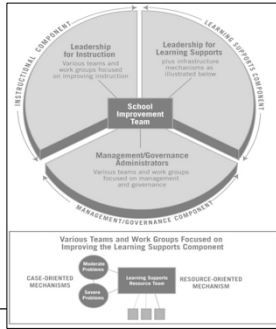 INSTRUCTIONAL COMPONENT
LEARNING SUPPORTS COMPONENT
Leadership
for Instruction
Various teams and
work groups focused
on improving instruction
Leadership for
Learning Supports
plus infrastructure
mechanisms as
illustrated below
School
Improvement
Team
Management/Governance
Administrators
Various teams and work groups
focused on management
and governance
MANAGEMENT/GOVERNANCE COMPONENT
Various Teams and Work Groups Focused on
Improving the Learning Supports Component
Moderate
Problems
CASE-ORIENTED
MECHANISMS
Learning Supports
Resource Team
RESOURCE-ORIENTED
MECHANISM
Severe
Problems